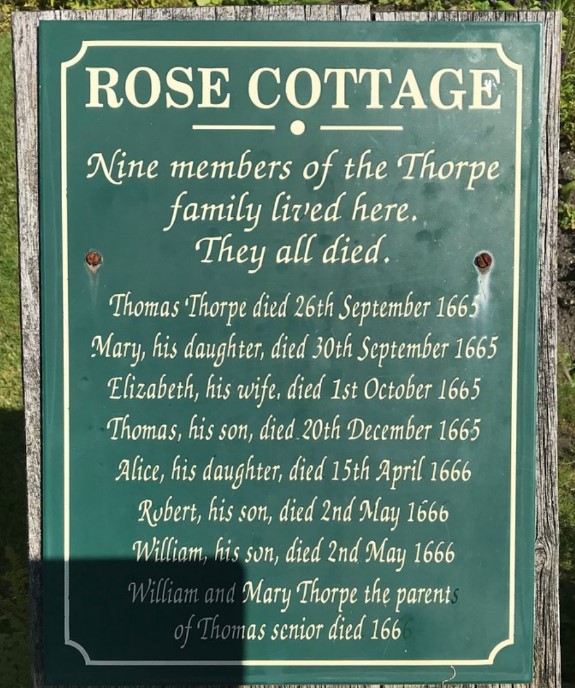 ROSE COTTAGE
Nine members of the Thorpe
family lived here.
They all died.
Thomas Thorpe died 26th September 1665
Mary, his daughter, died 30th September 1665
Elizabeth, his wife, died 1st October 1665
Thomas, his son, died 20th December 1665
Alice, his daughter, died 15th April 1666
Robert, his son, died 2nd May 1666
William, his son, died 2nd May 1666
William and Mary Thorpe the parents
of Thomas senior died 1666